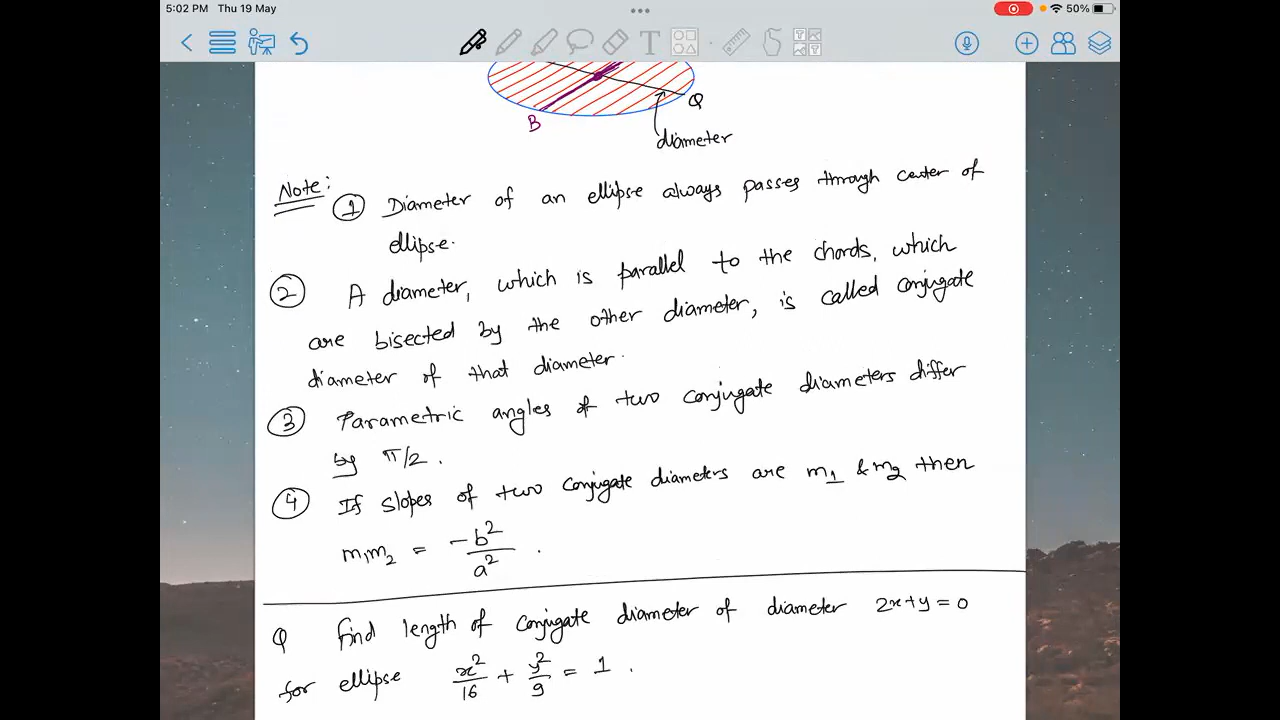 5:02 PM Thu 19 May
50%
Q
B
diameter
Note:
① Diameter of an ellipse always passes through center of
ellipse.
② A diameter, which is parallel to the chords, which
are bisected by the other diameter, is called conjugate
diameter of that diameter.
③ Parametric angles of two conjugate diameters differ
by π/2.
④ If slopes of two conjugate diameters are m1 & m2 then
m1m2 = -b²/a².
Q Find length of conjugate diameter of diameter 2x+y=0
for ellipse x²/16 + y²/9 = 1.